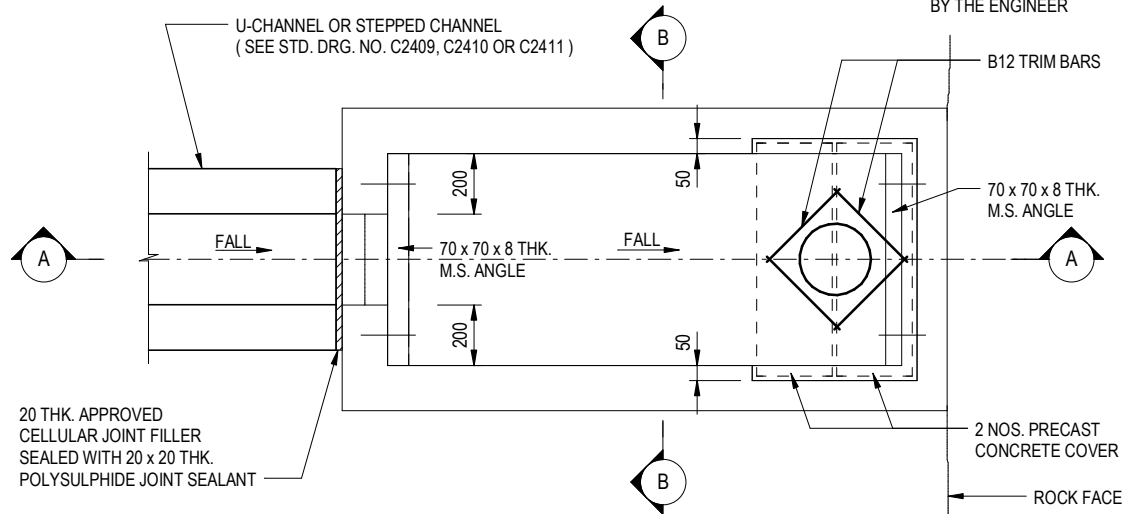 BY THE ENGINEER
U-CHANNEL OR STEPPED CHANNEL
( SEE STD. DRG. NO. C2409, C2410 OR C2411 )
B
B12 TRIM BARS
200
50
70 x 70 x 8 THK.
M.S. ANGLE
A
FALL
70 x 70 x 8 THK.
M.S. ANGLE
FALL
A
200
50
20 THK. APPROVED
CELLULAR JOINT FILLER
SEALED WITH 20 x 20 THK.
POLYSULPHIDE JOINT SEALANT
B
2 NOS. PRECAST
CONCRETE COVER
ROCK FACE